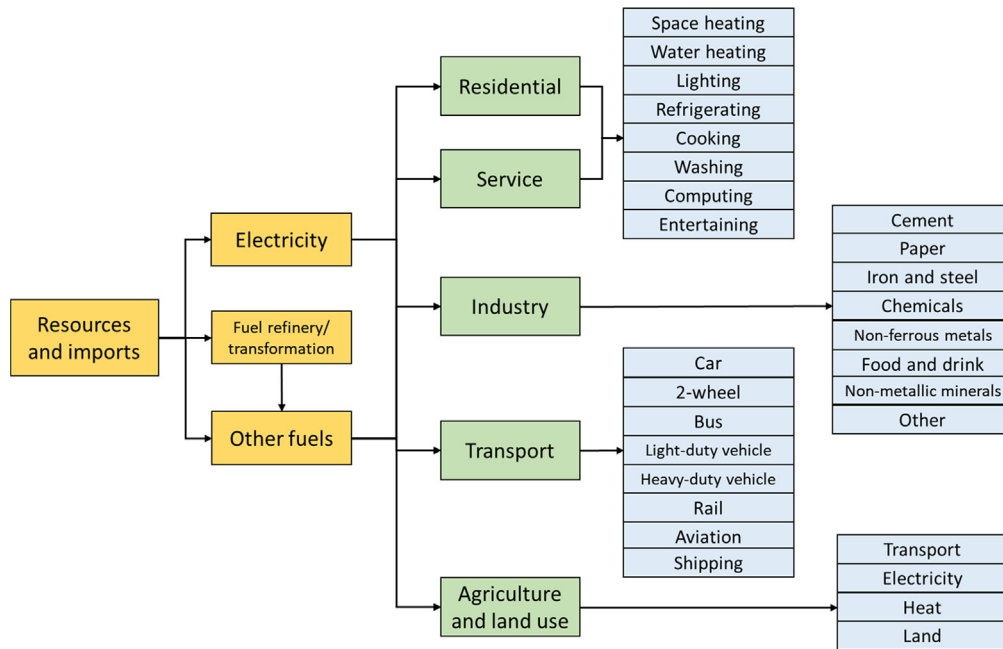 Resources
and imports
Electricity
Fuel refinery/
transformation
Other fuels
Residential
Service
Industry
Transport
Agriculture
and land use
Space heating
Water heating
Lighting
Refrigerating
Cooking
Washing
Computing
Entertaining
Cement
Paper
Iron and steel
Chemicals
Non-ferrous metals
Food and drink
Non-metallic minerals
Other
Car
2-wheel
Bus
Light-duty vehicle
Heavy-duty vehicle
Rail
Aviation
Shipping
Transport
Electricity
Heat
Land